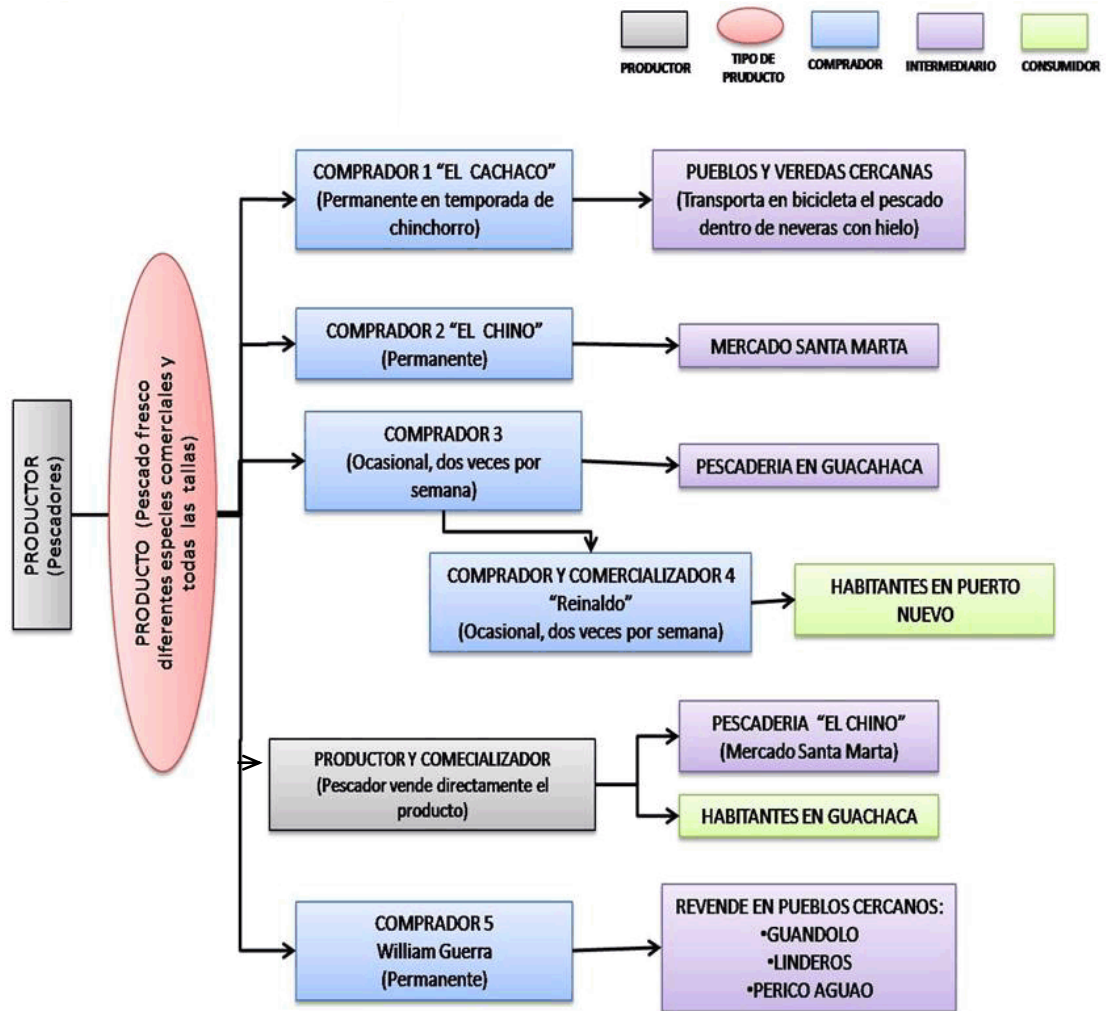 PRODUCTOR
TIPO DE
PRUDUCTO
COMPRADOR
INTERMEDIARIO
CONSUMIDOR
PRODUCTOR
(Pescadores)
PRODUCTO (Pescado fresco
diferentes especies comerciales y
todas las tallas)
COMPRADOR 1 “EL CACHACO”
(Permanente en temporada de
chinchorro)
PUEBLOS Y VEREDAS CERCANAS
(Transporta en bicicleta el pescado
dentro de neveras con hielo)
COMPRADOR 2 “EL CHINO”
(Permanente)
MERCADO SANTA MARTA
COMPRADOR 3
(Ocasional, dos veces por
semana)
PESCADERIA EN GUACAHACA
COMPRADOR Y COMERCIALIZADOR 4
“Reinaldo”
(Ocasional, dos veces por semana)
HABITANTES EN PUERTO
NUEVO
PRODUCTOR Y COMECIALIZADOR
(Pescador vende directamente el
producto)
PESCADERIA “EL CHINO”
(Mercado Santa Marta)
HABITANTES EN GUACHACA
COMPRADOR 5
William Guerra
(Permanente)
REVENDE EN PUEBLOS CERCANOS:
•GUANDOLO
•LINDEROS
•PERICO AGUAO